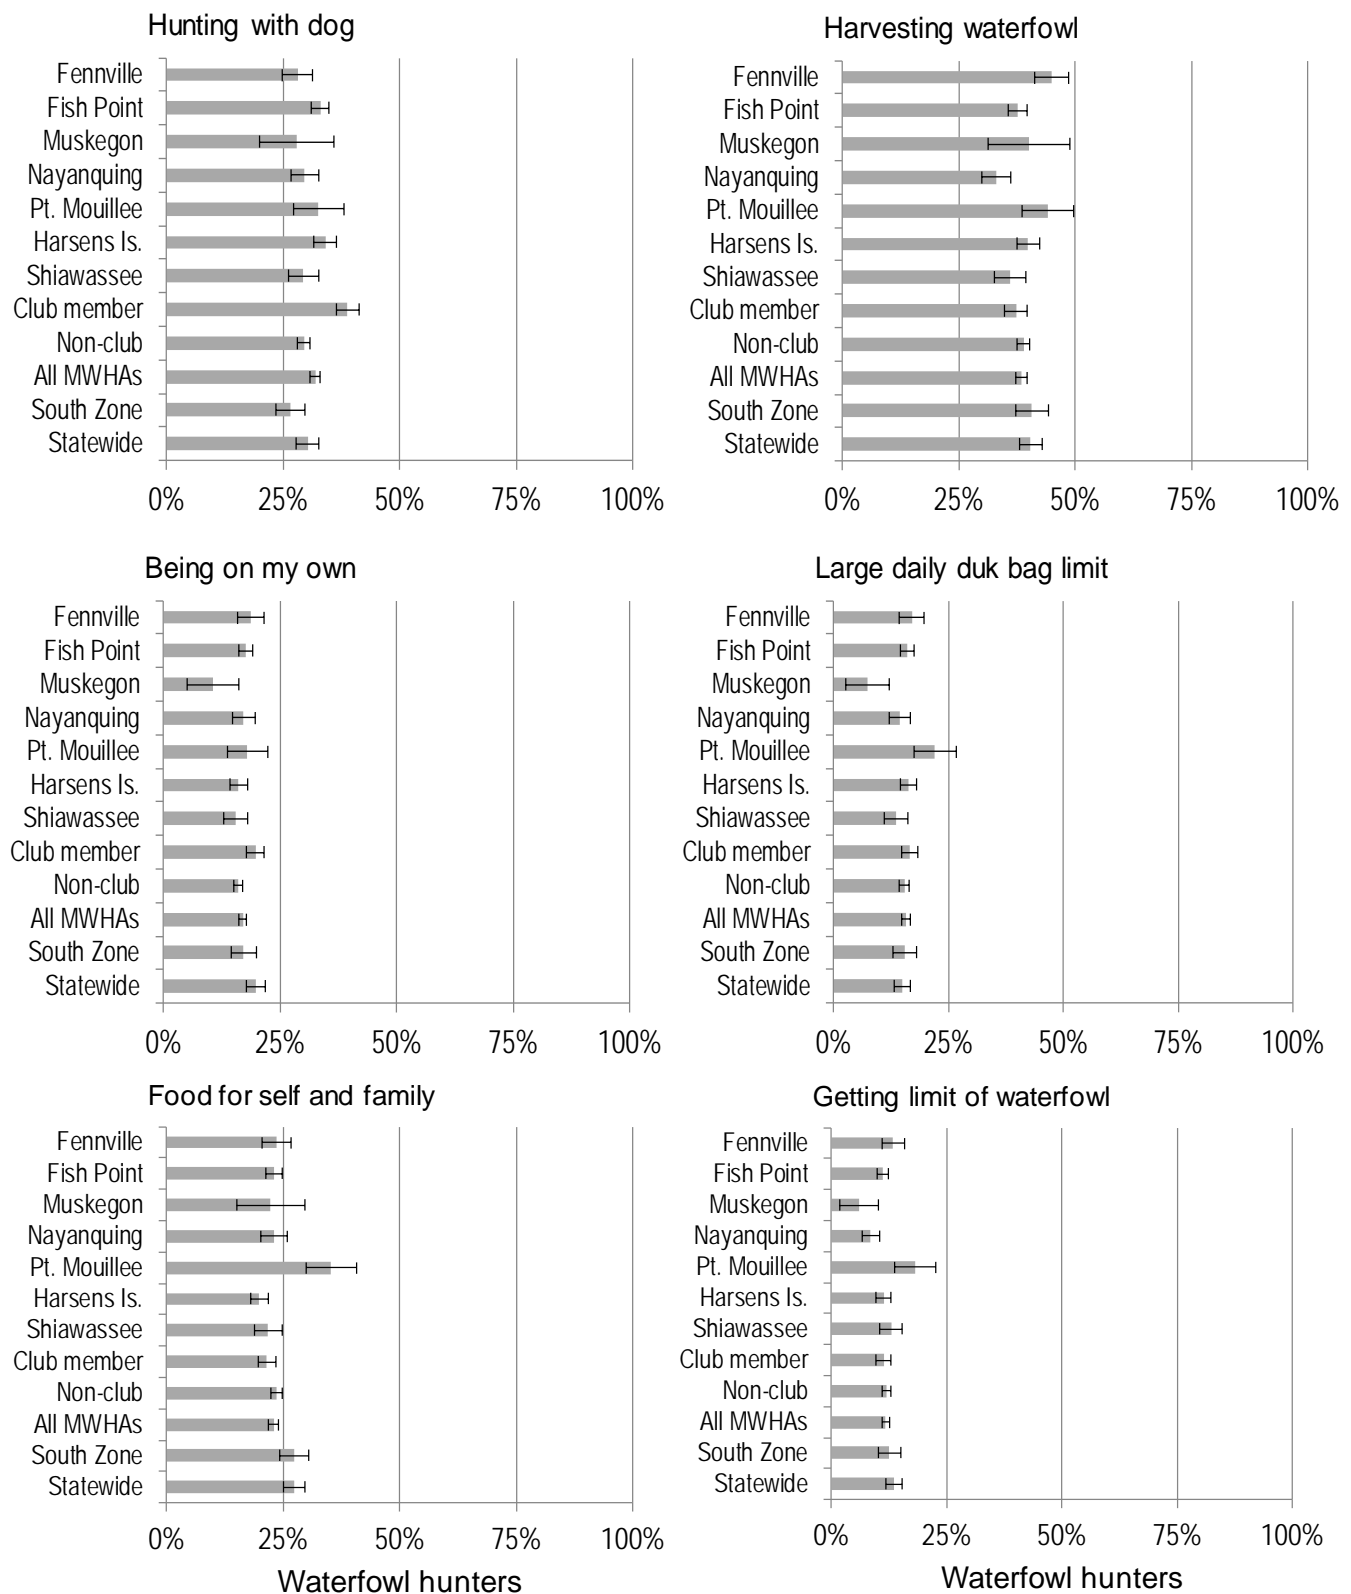 Hunting with dog
Fennville
Fish Point
Muskegon
Nayanquing
Pt. Mouillee
Harsens Is.
Shiawassee
Club member
Non-club
All MWHAs
South Zone
Statewide
0% 25% 50% 75% 100%
Harvesting waterfowl
Fennville
Fish Point
Muskegon
Nayanquing
Pt. Mouillee
Harsens Is.
Shiawassee
Club member
Non-club
All MWHAs
South Zone
Statewide
0% 25% 50% 75% 100%
Being on my own
Fennville
Fish Point
Muskegon
Nayanquing
Pt. Mouillee
Harsens Is.
Shiawassee
Club member
Non-club
All MWHAs
South Zone
Statewide
0% 25% 50% 75% 100%
Large daily duk bag limit
Fennville
Fish Point
Muskegon
Nayanquing
Pt. Mouillee
Harsens Is.
Shiawassee
Club member
Non-club
All MWHAs
South Zone
Statewide
0% 25% 50% 75% 100%
Food for self and family
Fennville
Fish Point
Muskegon
Nayanquing
Pt. Mouillee
Harsens Is.
Shiawassee
Club member
Non-club
All MWHAs
South Zone
Statewide
0% 25% 50% 75% 100%
Waterfowl hunters
Getting limit of waterfowl
Fennville
Fish Point
Muskegon
Nayanquing
Pt. Mouillee
Harsens Is.
Shiawassee
Club member
Non-club
All MWHAs
South Zone
Statewide
0% 25% 50% 75% 100%
Waterfowl hunters